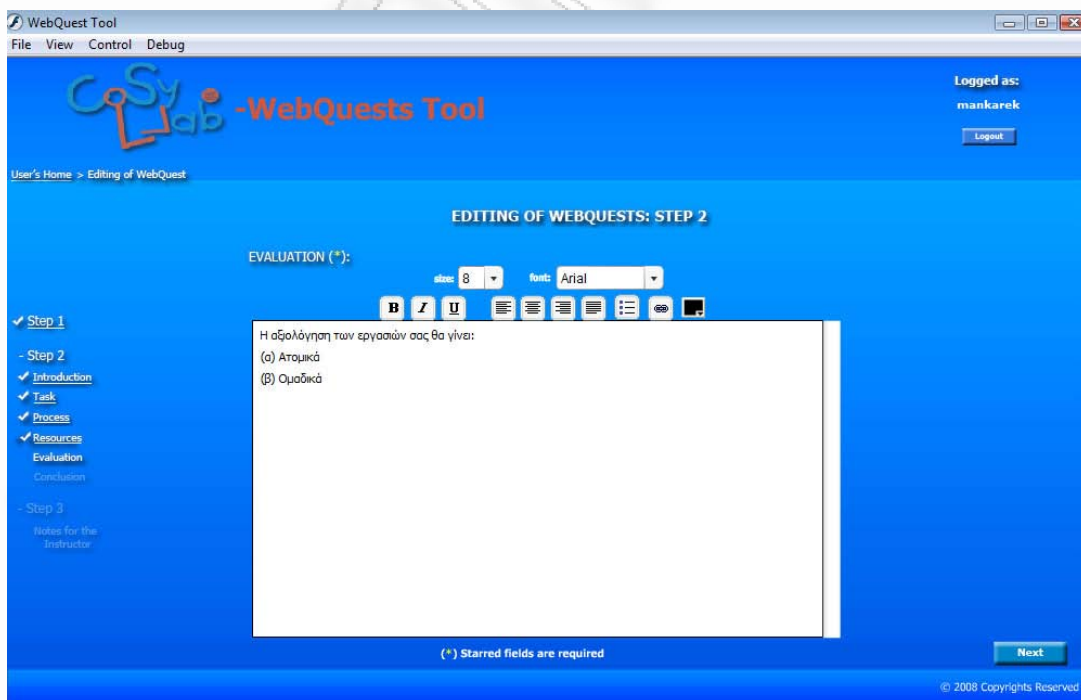 WebQuest Tool
File View Control Debug
CoSy Lab -WebQuests Tool
Logged as:
mankarek
Logout
User's Home > Editing of WebQuest
EDITING OF WEBQUESTS: STEP 2
EVALUATION (*):
size: 8 font: Arial
B I U
Η αξιολόγηση των εργασιών σας θα γίνει:
(α) Ατομικά
(β) Ομαδικά
Step 1
- Step 2
Introduction
Task
Process
Resources
Evaluation
Conclusion
- Step 3
Notes for the
Instructor
(*) Starred fields are required
Next
© 2008 Copyrights Reserved